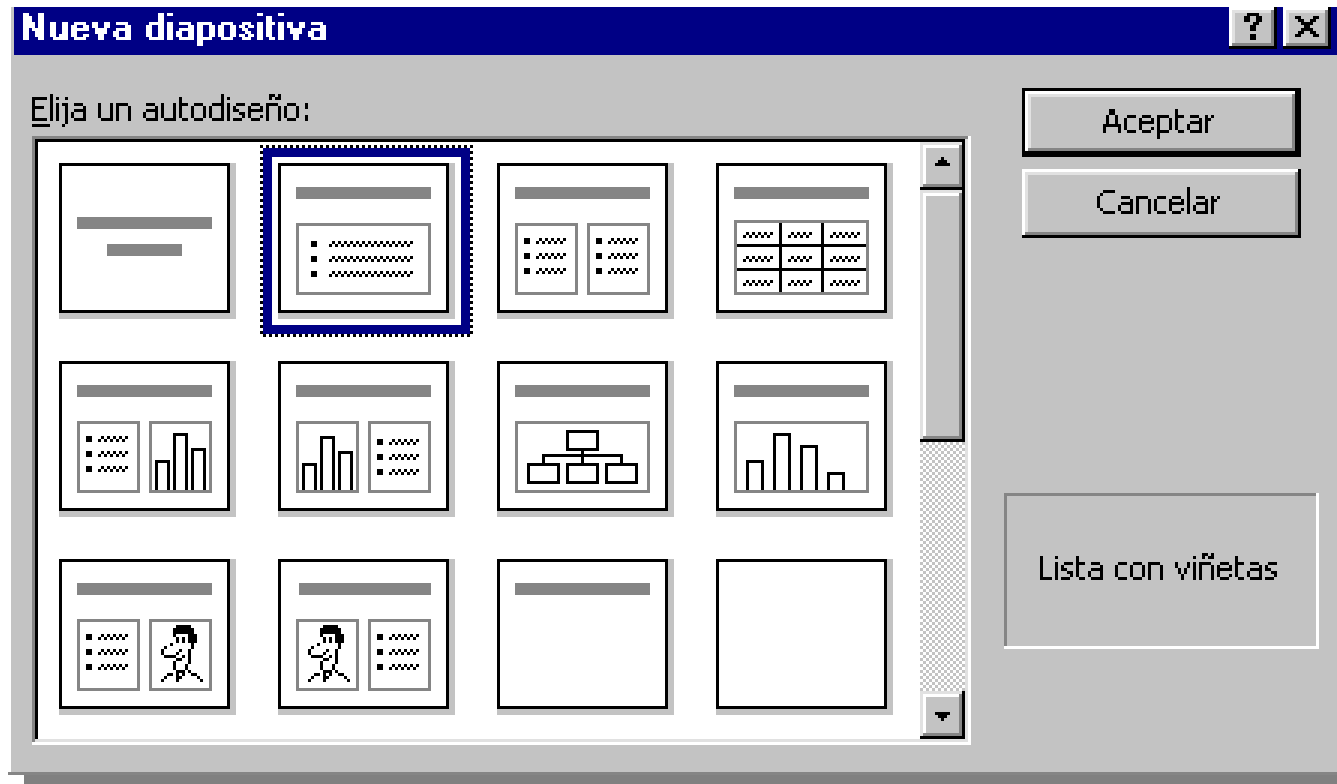 Nueva diapositiva
Elija un autodiseño:
Aceptar
Cancelar
Lista con viñetas